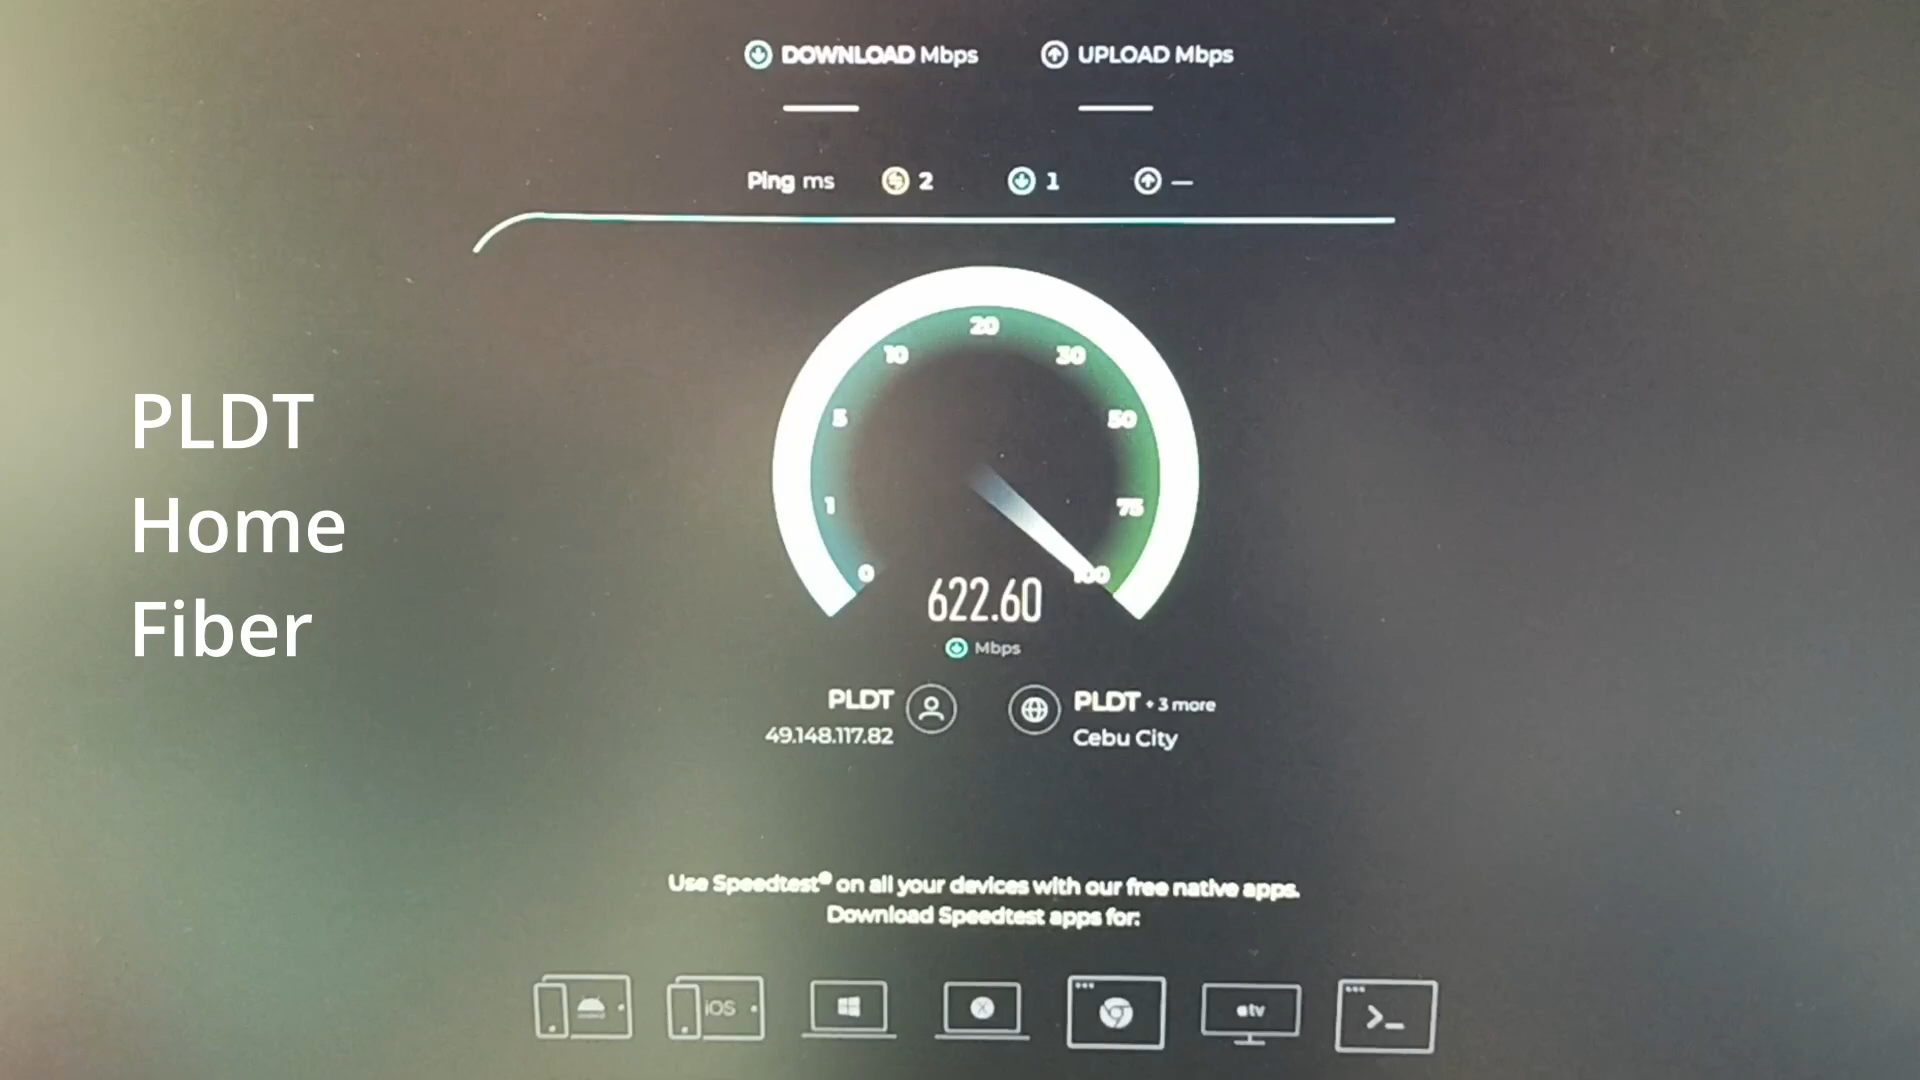 DOWNLOAD Mbps UPLOAD Mbps
Ping ms 2 1 —
0 1 5 10 20 30 50 75 100
622.60
Mbps
PLDT
49.148.117.82
PLDT + 3 more
Cebu City
PLDT
Home
Fiber
Use Speedtest® on all your devices with our free native apps.
Download Speedtest apps for:
android
iOS
X
tv
>_